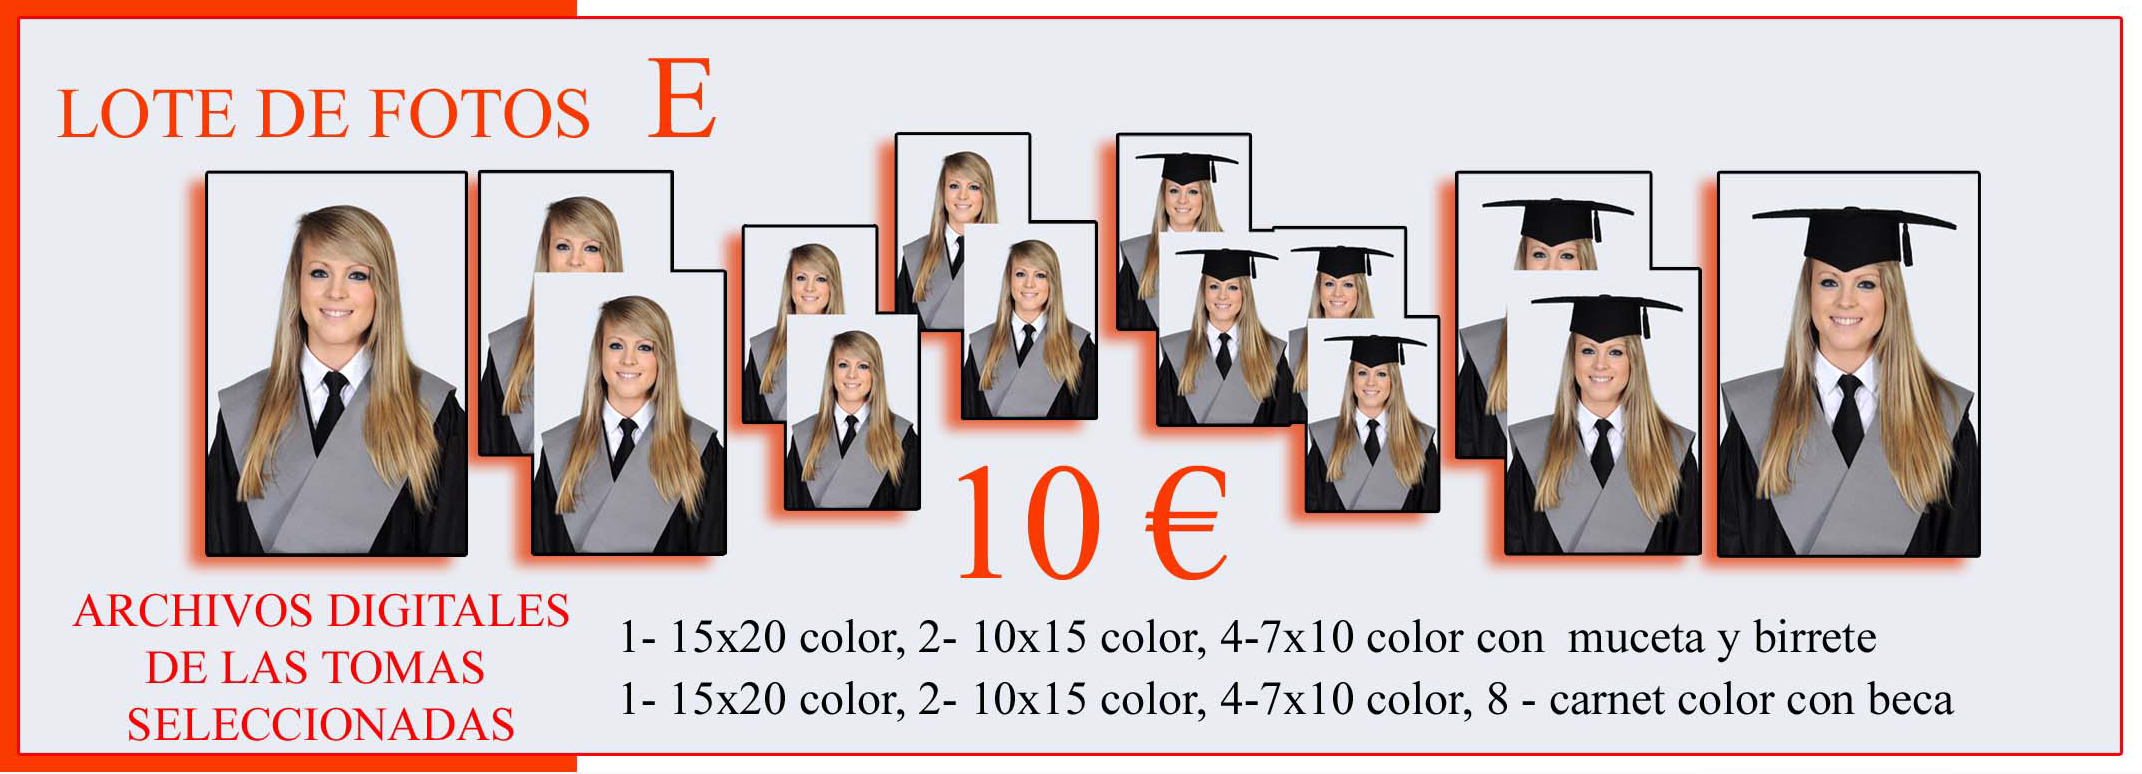 LOTE DE FOTOS E
10 €
ARCHIVOS DIGITALES
DE LAS TOMAS
SELECCIONADAS
1- 15x20 color, 2- 10x15 color, 4-7x10 color con muceta y birrete
1- 15x20 color, 2- 10x15 color, 4-7x10 color, 8 - carnet color con beca